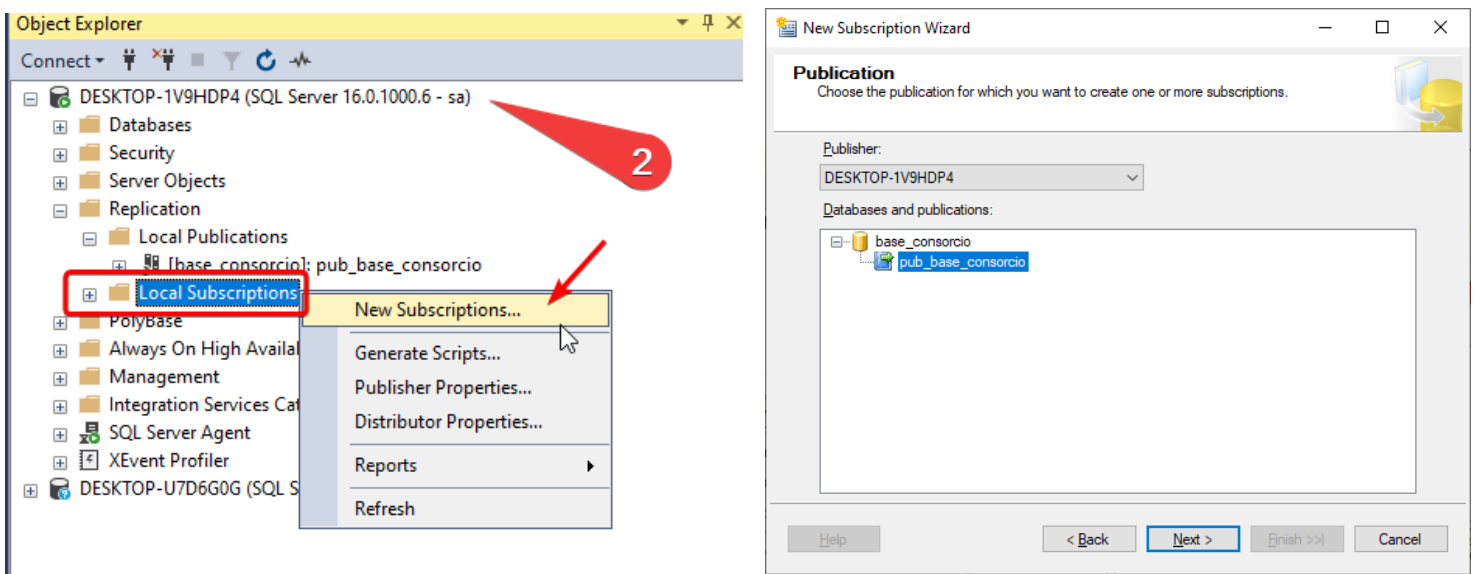 Object Explorer
Connect
DESKTOP-1V9HDP4 (SQL Server 16.0.1000.6 - sa)
Databases
Security
2
Server Objects
Replication
Local Publications
[base_consorcio]: pub_base_consorcio
Local Subscriptions
New Subscriptions...
PolyBase
Always On High Availal
Generate Scripts...
Management
Publisher Properties...
Integration Services Cat
Distributor Properties...
SQL Server Agent
XEvent Profiler
Reports
DESKTOP-U7D6G0G (SQL S
Refresh
New Subscription Wizard
Publication
Choose the publication for which you want to create one or more subscriptions.
Publisher:
DESKTOP-1V9HDP4
Databases and publications:
base_consorcio
pub_base_consorcio
Help
< Back
Next >
Finish >>|
Cancel